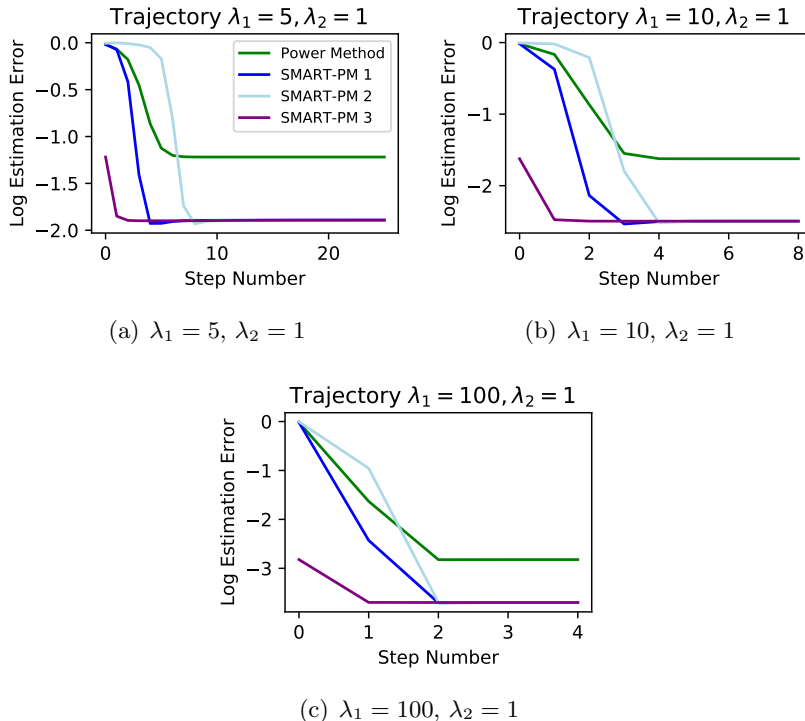 Trajectory λ₁ = 5, λ₂ = 1
0.0
−0.5
−1.0
−1.5
−2.0
Log Estimation Error
Power Method
SMART-PM 1
SMART-PM 2
SMART-PM 3
0
10
20
Step Number
(a) λ₁ = 5, λ₂ = 1
Trajectory λ₁ = 10, λ₂ = 1
0
−1
−2
Log Estimation Error
0
2
4
6
8
Step Number
(b) λ₁ = 10, λ₂ = 1
Trajectory λ₁ = 100, λ₂ = 1
0
−1
−2
−3
Log Estimation Error
0
1
2
3
4
Step Number
(c) λ₁ = 100, λ₂ = 1